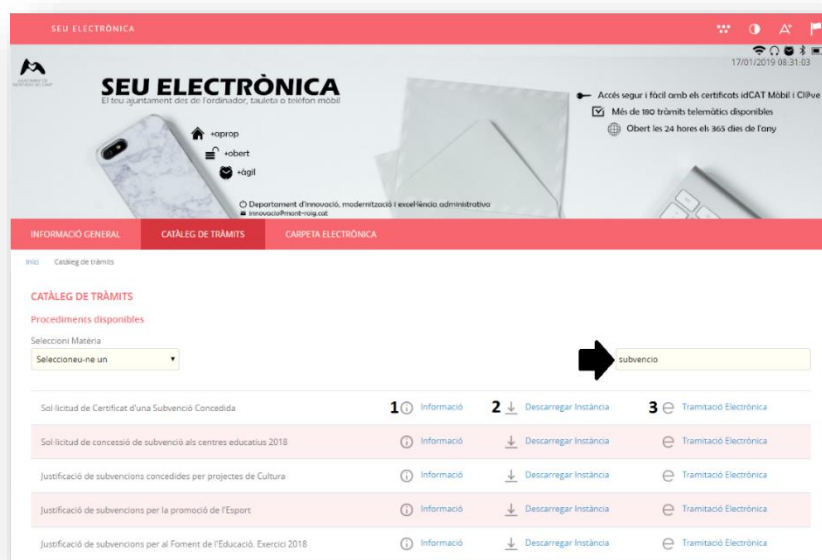 SEU ELECTRÒNICA
17/01/2019 08:31:03
SEU ELECTRÒNICA
El teu ajuntament des de l'ordinador, tauleta o telèfon mòbil
Accés segur i fàcil amb els certificats idCAT Mòbil i Cl@ve
Més de 180 tràmits telemàtics disponibles
Obert les 24 hores els 365 dies de l'any
+aprop
+obert
+àgil
Departament d'innovació, modernització i excel·lència administrativa
innovacio@mont-roig.cat
INFORMACIÓ GENERAL CATÀLEG DE TRÀMITS CARPETA ELECTRÒNICA
Inici Catàleg de tràmits
CATÀLEG DE TRÀMITS
Procediments disponibles
Seleccioni Matèria
Seleccioneu-ne un subvencio
Sol·licitud de Certificat d'una Subvenció Concedida 1 Informació 2 Descarregar Instància 3 Tramitació Electrònica
Sol·licitud de concessió de subvenció als centres educatius 2018 Informació Descarregar Instància Tramitació Electrònica
Justificació de subvencions concedides per projectes de Cultura Informació Descarregar Instància Tramitació Electrònica
Justificació de subvencions per la promoció de l'Esport Informació Descarregar Instància Tramitació Electrònica
Justificació de subvencions per al Foment de l'Educació. Exercici 2018 Informació Descarregar Instància Tramitació Electrònica